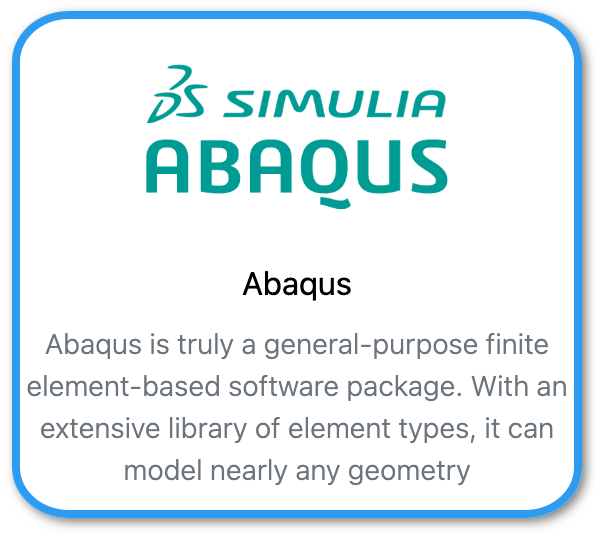 SIMULIA
ABAQUS
Abaqus
Abaqus is truly a general-purpose finite
element-based software package. With an
extensive library of element types, it can
model nearly any geometry